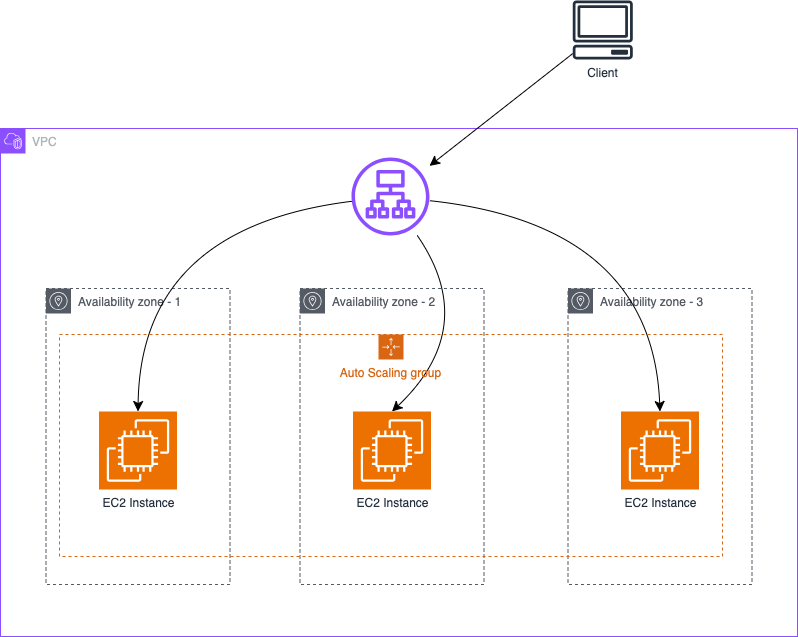 Client
VPC
Availability zone - 1
Availability zone - 2
Availability zone - 3
Auto Scaling group
EC2 Instance
EC2 Instance
EC2 Instance